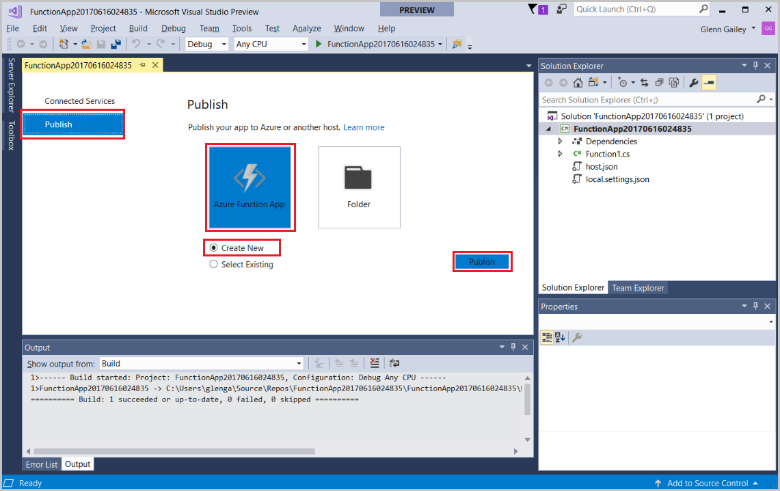 FunctionApp20170616024835 - Microsoft Visual Studio Preview
PREVIEW
1
Quick Launch (Ctrl+Q)
File Edit View Project Build Debug Team Tools Test Analyze Window Help
Glenn Gailey
GG
Debug Any CPU FunctionApp20170616024835
Server Explorer
Toolbox
FunctionApp20170616024835
Connected Services
Publish
Publish
Publish your app to Azure or another host. Learn more
Azure Function App
Folder
Create New
Select Existing
Publish
Solution Explorer
Search Solution Explorer (Ctrl+;)
Solution 'FunctionApp20170616024835' (1 project)
FunctionApp20170616024835
Dependencies
C# Function1.cs
host.json
local.settings.json
Solution Explorer Team Explorer
Properties
Output
Show output from: Build
1>------ Build started: Project: FunctionApp20170616024835, Configuration: Debug Any CPU ------
1>FunctionApp20170616024835 -> C:\Users\glenga\Source\Repos\FunctionApp20170616024835\FunctionApp20170616024835\
========== Build: 1 succeeded or up-to-date, 0 failed, 0 skipped ==========
Error List Output
Ready
Add to Source Control